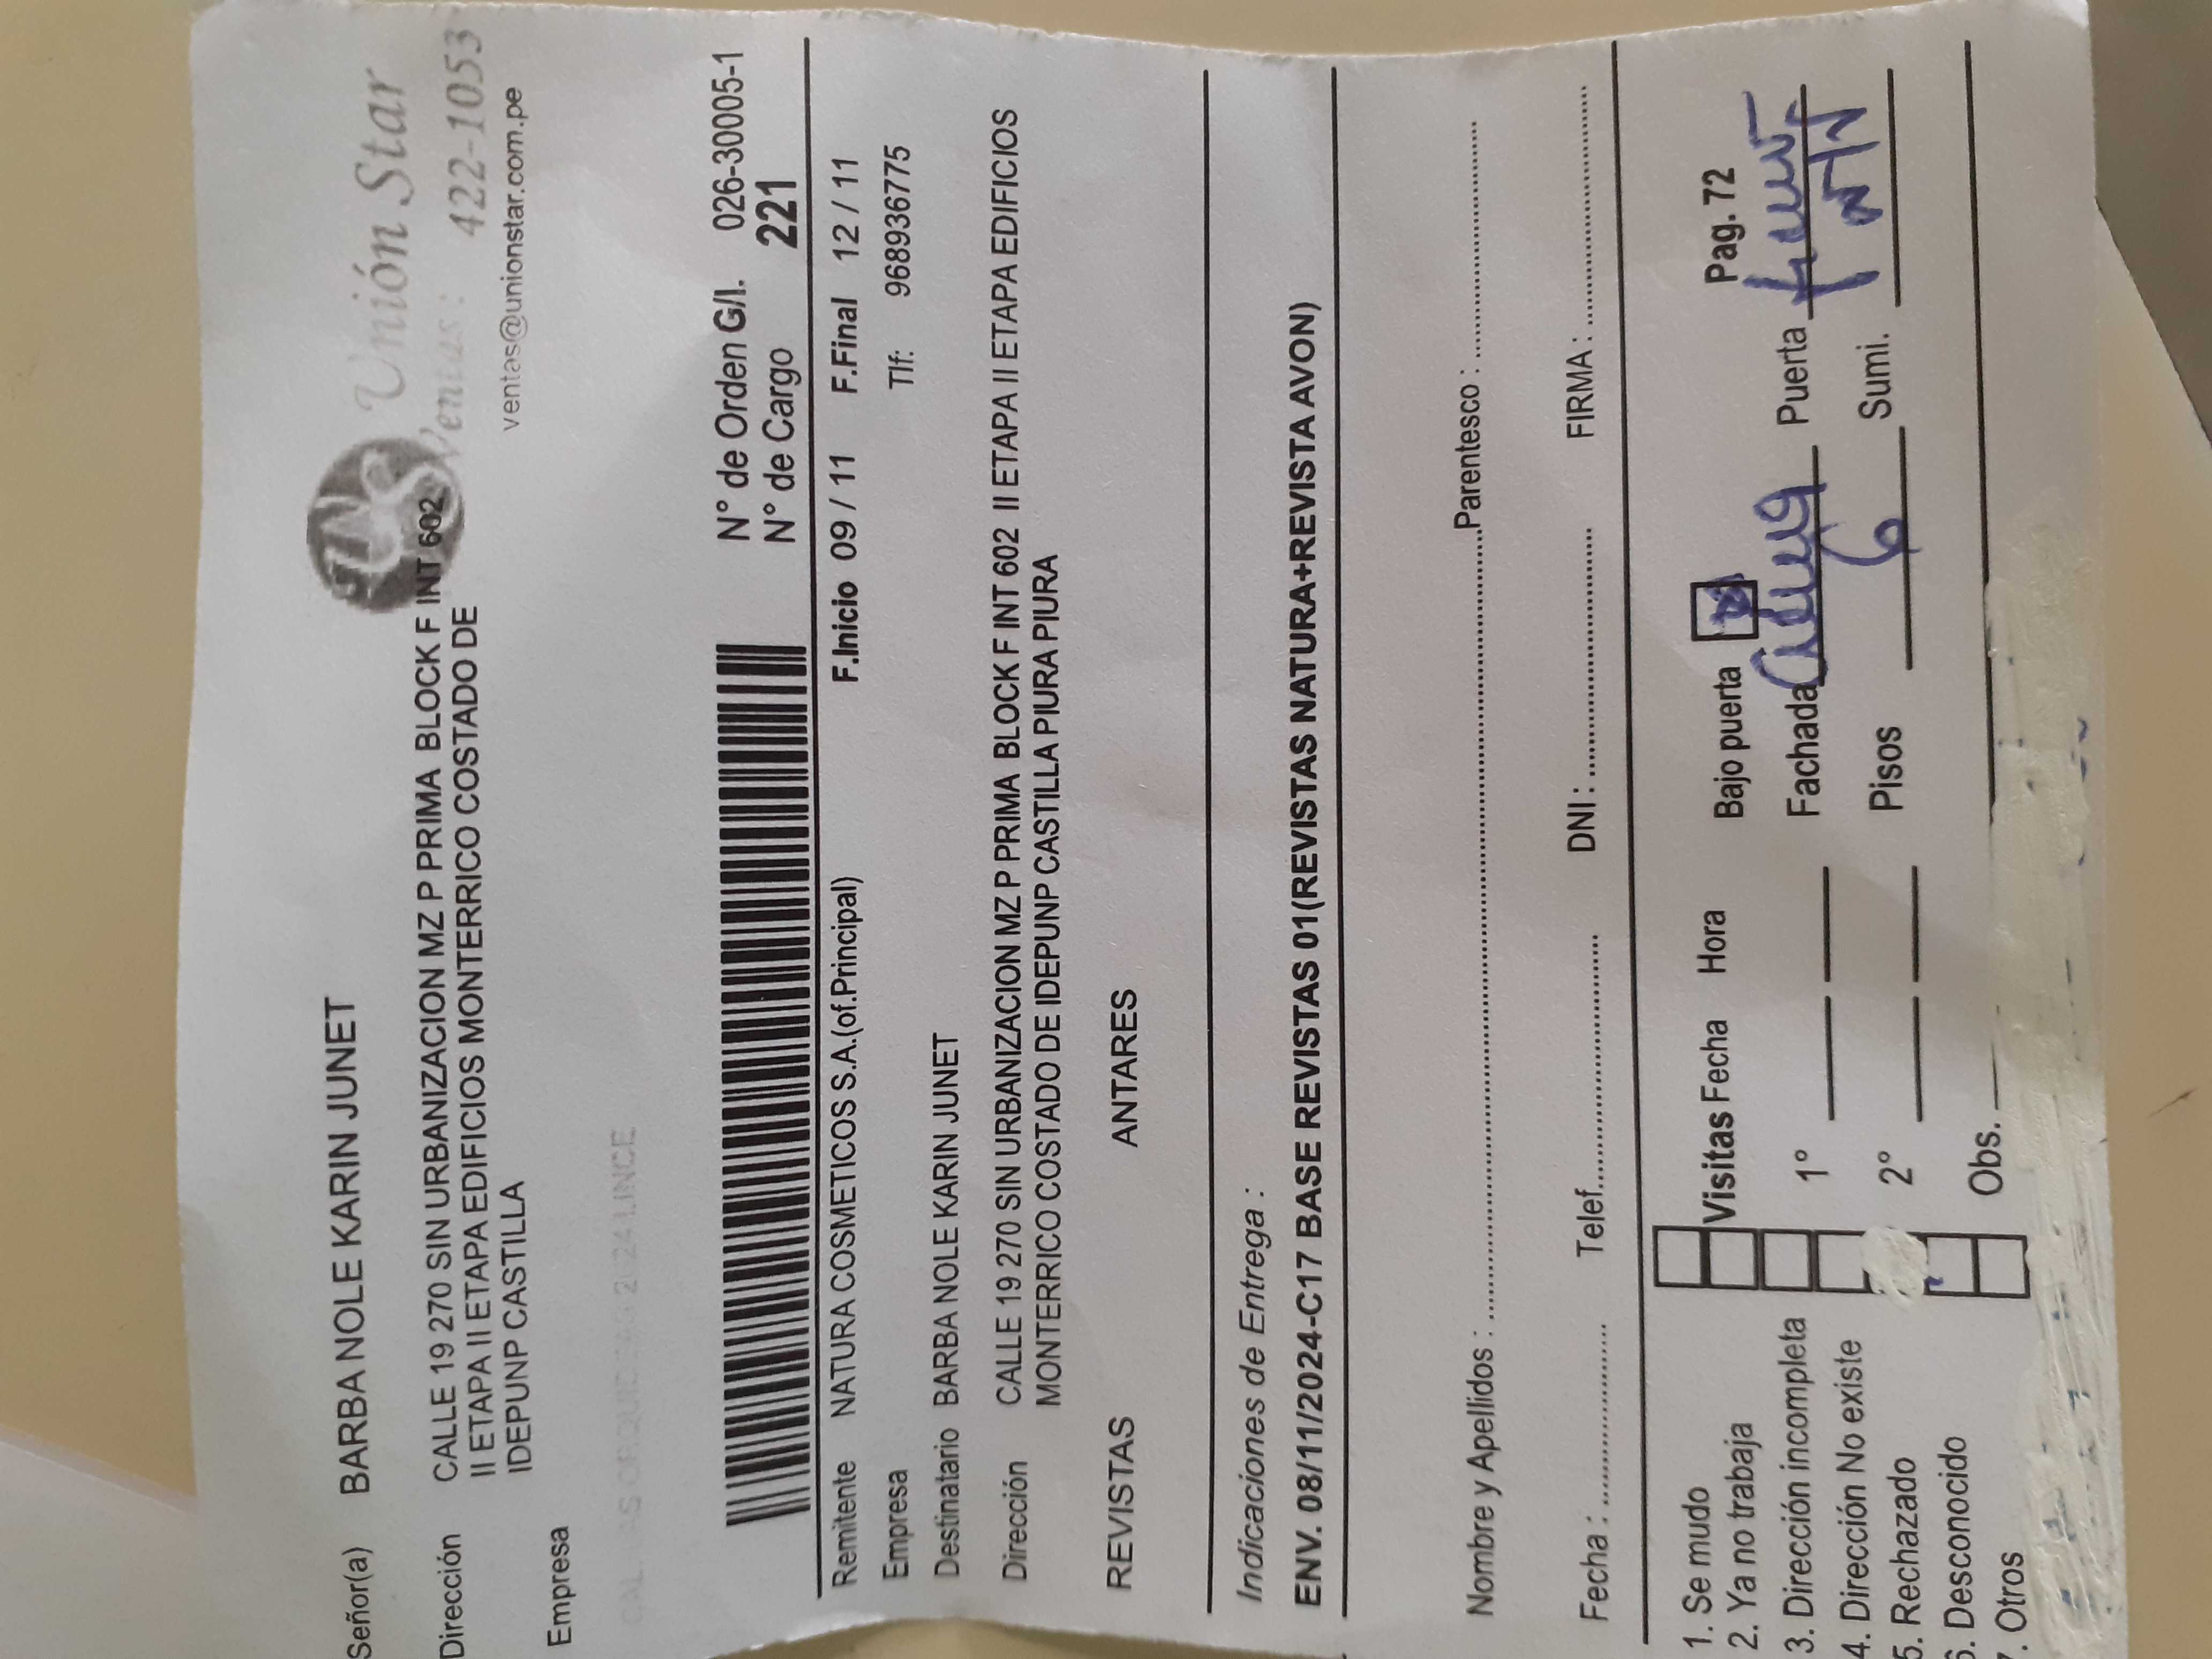 Unión Star
Ventas: 422-1053
ventas@unionstar.com.pe
Señor(a) BARBA NOLE KARIN JUNET
Dirección CALLE 19 270 SIN URBANIZACION MZ P PRIMA BLOCK F INT 602
II ETAPA II ETAPA EDIFICIOS MONTERRICO COSTADO DE
IDEPUNP CASTILLA
Empresa
N° de Orden G/I. 026-30005-1
N° de Cargo 221
F.Inicio 09 / 11 F.Final 12 / 11
Remitente NATURA COSMETICOS S.A.(of.Principal)
Empresa Tlf: 968936775
Destinatario BARBA NOLE KARIN JUNET
Dirección CALLE 19 270 SIN URBANIZACION MZ P PRIMA BLOCK F INT 602 II ETAPA II ETAPA EDIFICIOS
MONTERRICO COSTADO DE IDEPUNP CASTILLA PIURA PIURA
REVISTAS ANTARES
Indicaciones de Entrega :
ENV. 08/11/2024-C17 BASE REVISTAS 01(REVISTAS NATURA+REVISTA AVON)
Nombre y Apellidos : Parentesco :
Fecha : Telef. DNI : FIRMA :
1. Se mudo
2. Ya no trabaja
3. Dirección incompleta
4. Dirección No existe
5. Rechazado
6. Desconocido
7. Otros
Visitas Fecha Hora
1°
2°
Obs.
Bajo puerta Pag. 72
Fachada Puerta
Pisos 6 Sumi.